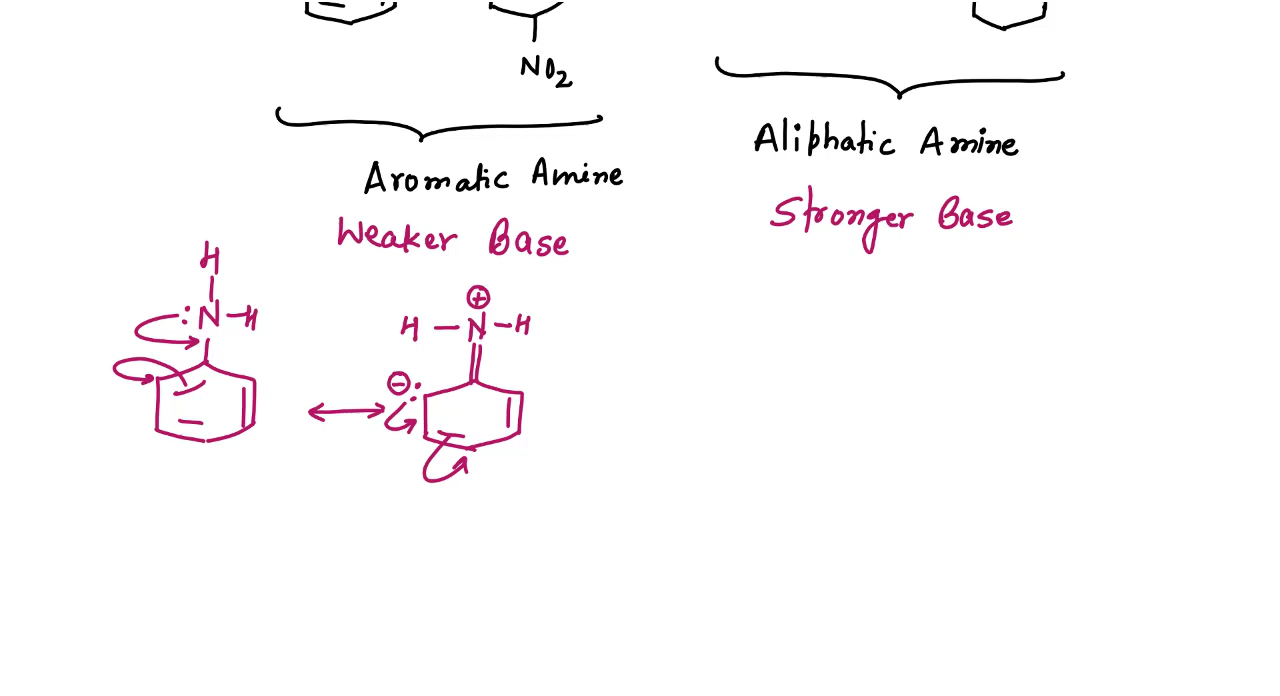 NO2
Aliphatic Amine
Aromatic Amine
Stronger Base
Weaker Base
H
:N-H
⊕
H-N-H
⊖: